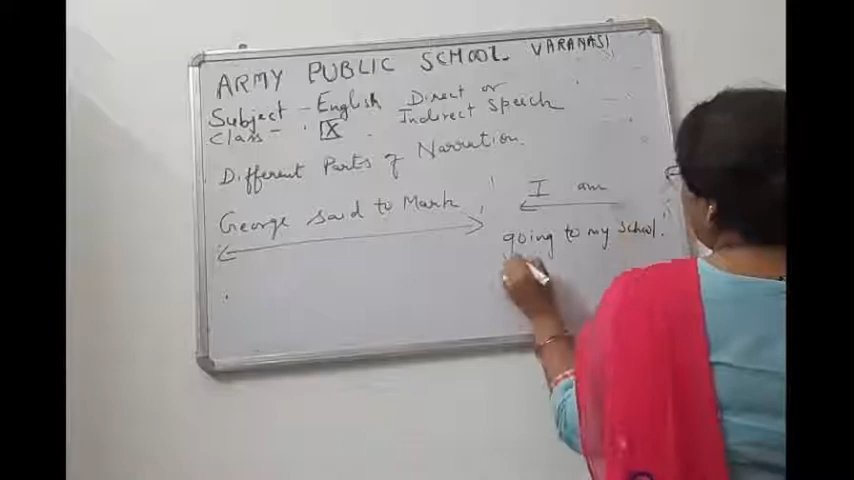 ARMY PUBLIC SCHOOL. VARANASI
Subject - English Direct or
Class - X Indirect Speech
Different Parts of Narration.
George said to Mark, ' I am
going to my school.'